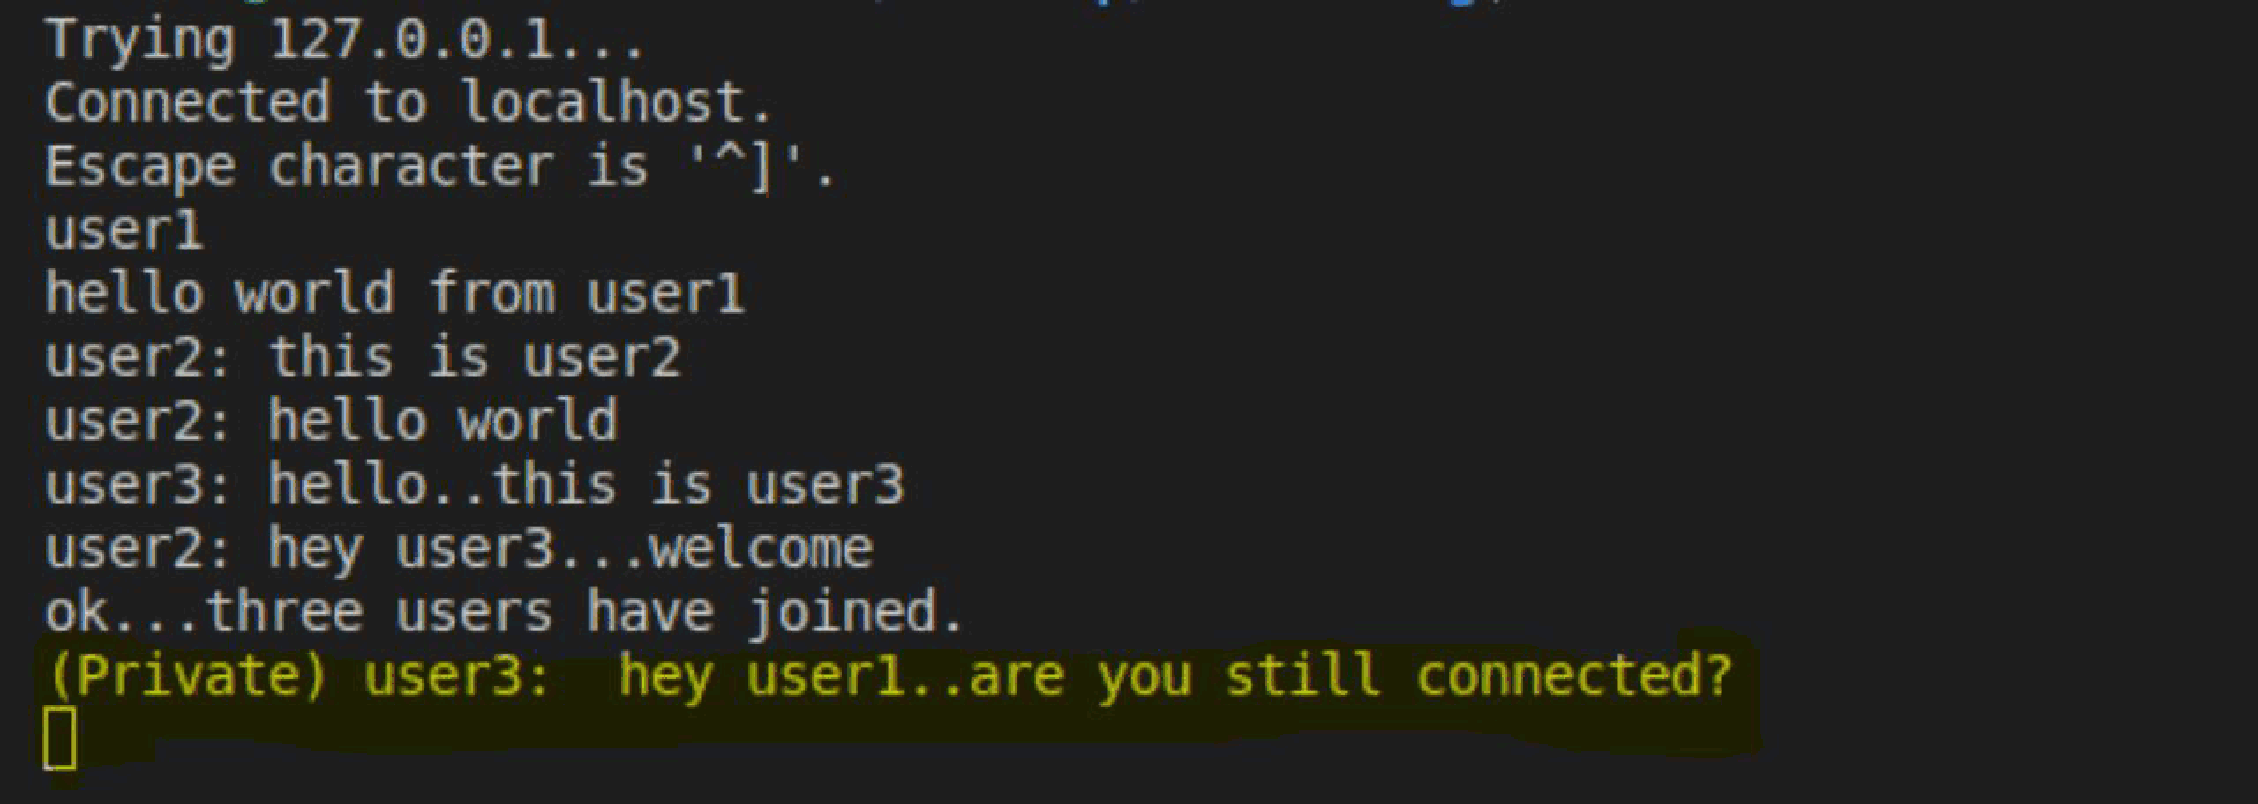 Trying 127.0.0.1...
Connected to localhost.
Escape character is '^]'.
user1
hello world from user1
user2: this is user2
user2: hello world
user3: hello..this is user3
user2: hey user3...welcome
ok...three users have joined.
(Private) user3:  hey user1..are you still connected?